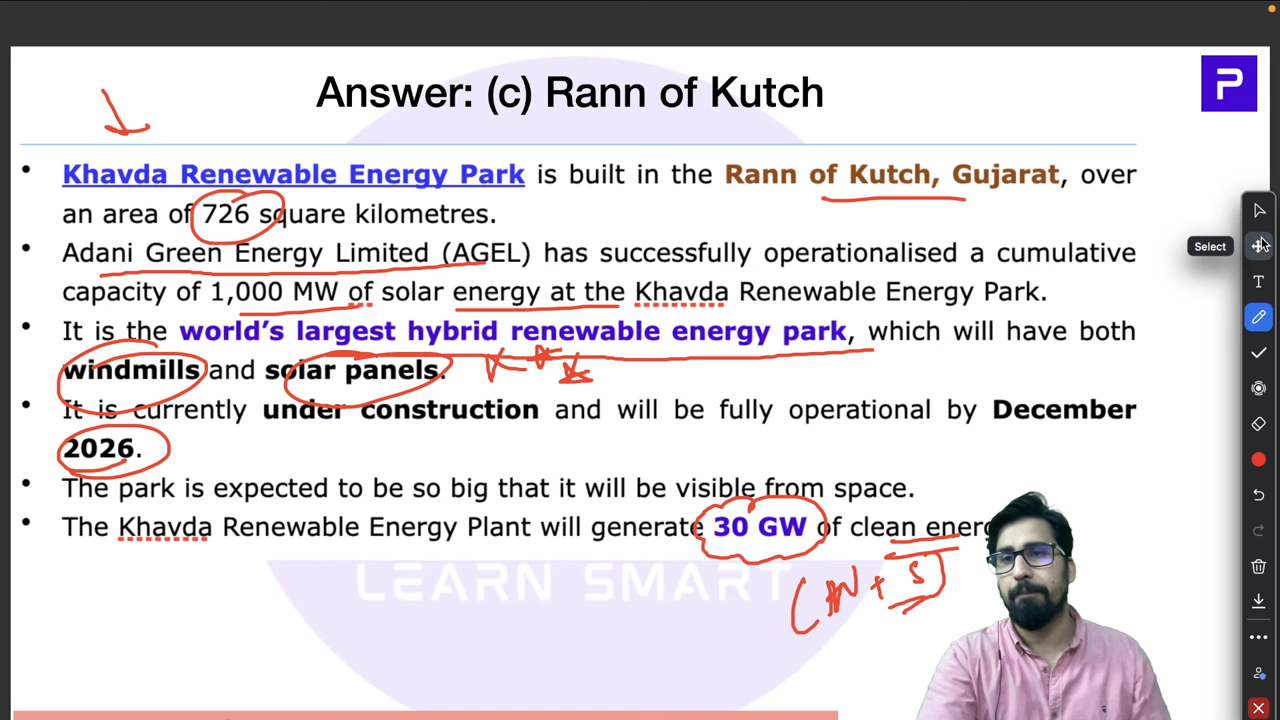 Answer: (c) Rann of Kutch
P
• Khavda Renewable Energy Park is built in the Rann of Kutch, Gujarat, over
an area of 726 square kilometres.
• Adani Green Energy Limited (AGEL) has successfully operationalised a cumulative
capacity of 1,000 MW of solar energy at the Khavda Renewable Energy Park.
• It is the world's largest hybrid renewable energy park, which will have both
windmills and solar panels.
• It is currently under construction and will be fully operational by December
2026.
• The park is expected to be so big that it will be visible from space.
• The Khavda Renewable Energy Plant will generate 30 GW of clean energ
LEARN SMART
(W + S)
Select
T